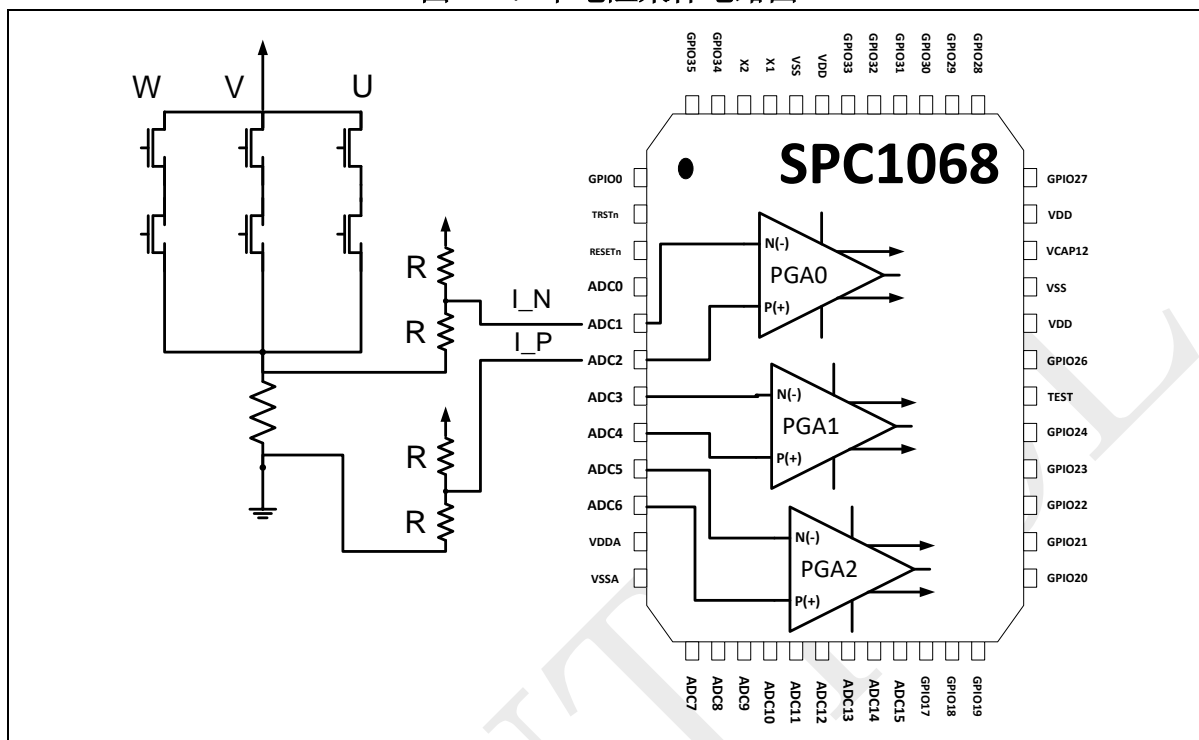 GPIO35
GPIO34
X2
X1
VSS
VDD
GPIO33
GPIO32
GPIO31
GPIO30
GPIO29
GPIO28
W V U
SPC1068
GPIO0
TRSTn
RESETn
ADC0
ADC1
ADC2
ADC3
ADC4
ADC5
ADC6
VDDA
VSSA
GPIO27
VDD
VCAP12
VSS
VDD
GPIO26
TEST
GPIO24
GPIO23
GPIO22
GPIO21
GPIO20
R
R
I_N
I_P
R
R
N(-)
PGA0
P(+)
N(-)
PGA1
P(+)
N(-)
PGA2
P(+)
ADC7
ADC8
ADC9
ADC10
ADC11
ADC12
ADC13
ADC14
ADC15
GPIO17
GPIO18
GPIO19